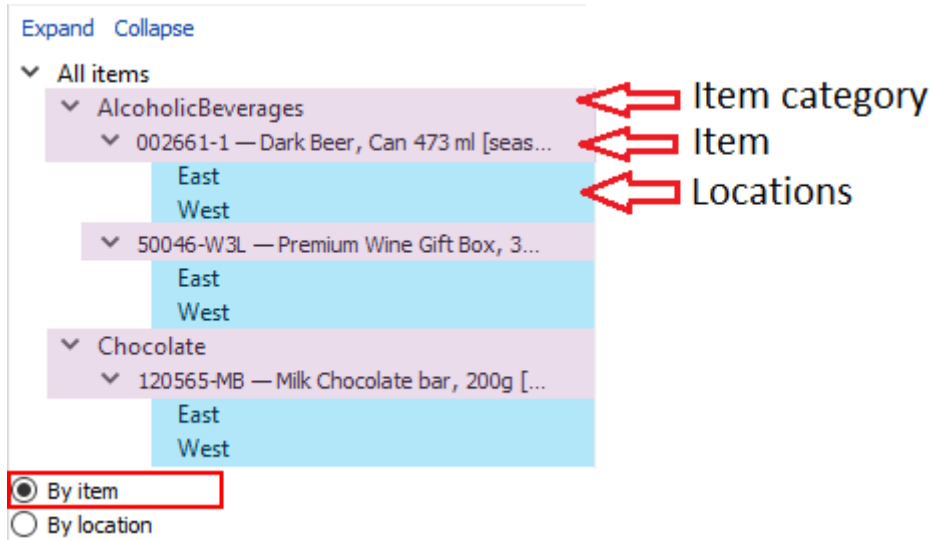 Expand Collapse
All items
AlcoholicBeverages
Item category
002661-1 — Dark Beer, Can 473 ml [seas...
Item
East
Locations
West
50046-W3L — Premium Wine Gift Box, 3...
East
West
Chocolate
120565-MB — Milk Chocolate bar, 200g [...
East
West
By item
By location